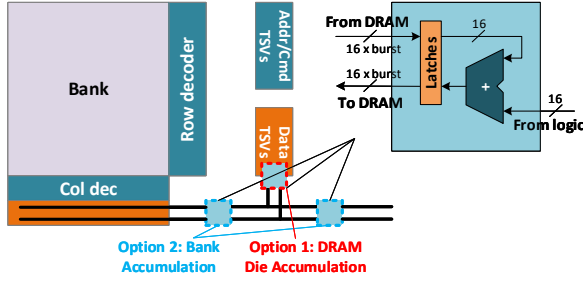 Bank
Row decoder
Col dec
Addr/Cmd
TSVs
Data
TSVs
From DRAM
16 x burst
16 x burst
To DRAM
Latches
16
+
16
From logic
Option 2: Bank
Accumulation
Option 1: DRAM
Die Accumulation